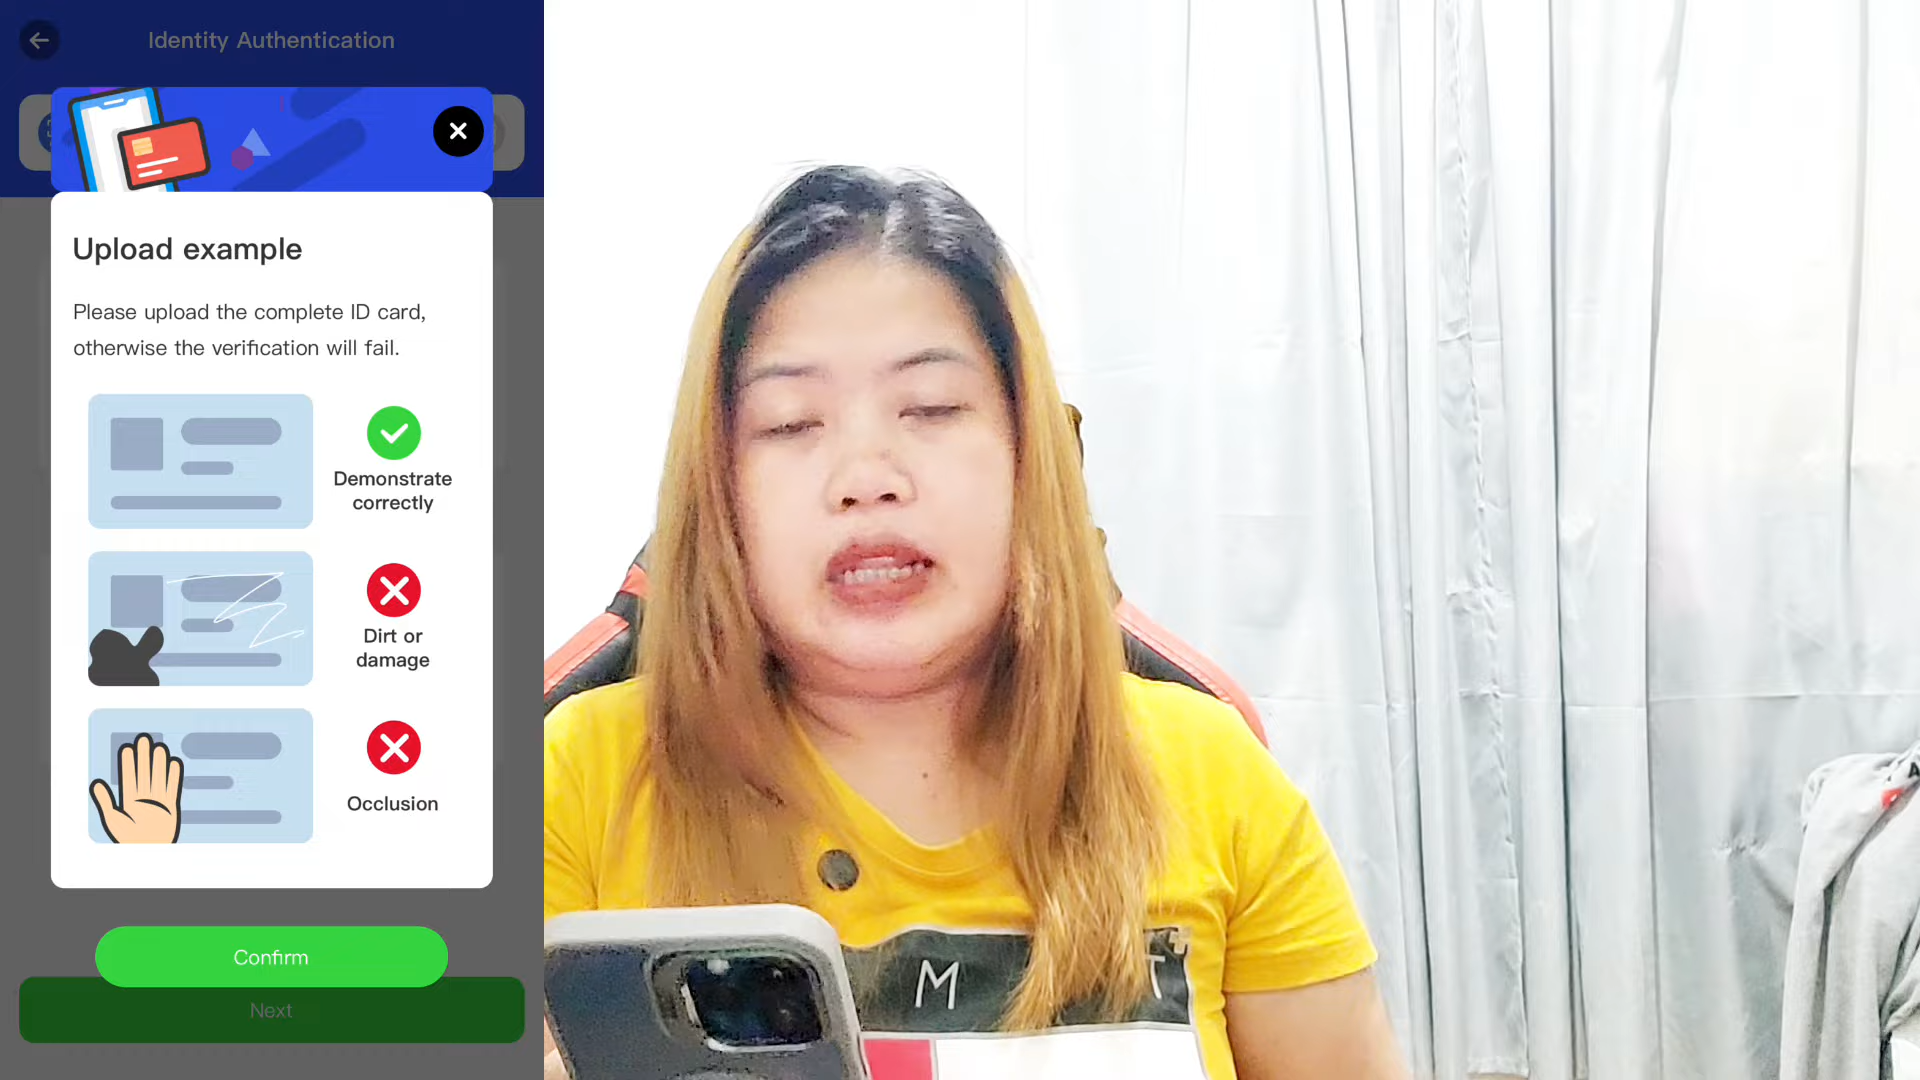 Identity Authentication
Upload example
Please upload the complete ID card,
otherwise the verification will fail.
Demonstrate
correctly
Dirt or
damage
Occlusion
Confirm
Next
M T